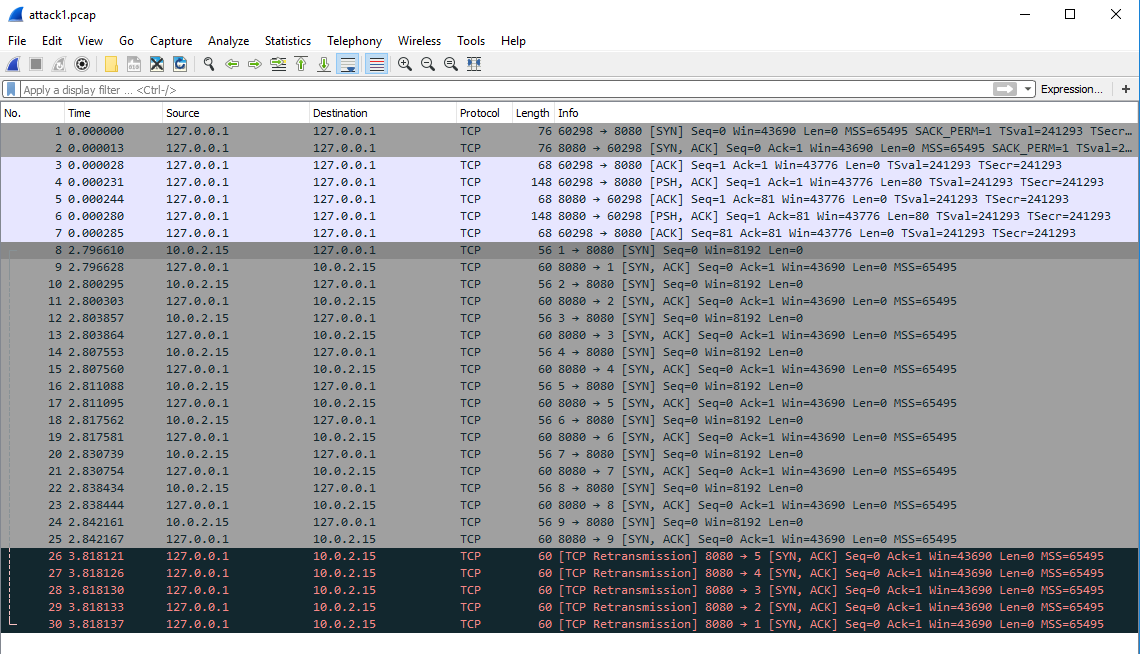 attack1.pcap
File Edit View Go Capture Analyze Statistics Telephony Wireless Tools Help
Apply a display filter ... <Ctrl-/> Expression... +
No. Time Source Destination Protocol Length Info
1 0.000000 127.0.0.1 127.0.0.1 TCP 76 60298 → 8080 [SYN] Seq=0 Win=43690 Len=0 MSS=65495 SACK_PERM=1 TSval=241293 TSecr…
2 0.000013 127.0.0.1 127.0.0.1 TCP 76 8080 → 60298 [SYN, ACK] Seq=0 Ack=1 Win=43690 Len=0 MSS=65495 SACK_PERM=1 TSval=2…
3 0.000028 127.0.0.1 127.0.0.1 TCP 68 60298 → 8080 [ACK] Seq=1 Ack=1 Win=43776 Len=0 TSval=241293 TSecr=241293
4 0.000231 127.0.0.1 127.0.0.1 TCP 148 60298 → 8080 [PSH, ACK] Seq=1 Ack=1 Win=43776 Len=80 TSval=241293 TSecr=241293
5 0.000244 127.0.0.1 127.0.0.1 TCP 68 8080 → 60298 [ACK] Seq=1 Ack=81 Win=43776 Len=0 TSval=241293 TSecr=241293
6 0.000280 127.0.0.1 127.0.0.1 TCP 148 8080 → 60298 [PSH, ACK] Seq=1 Ack=81 Win=43776 Len=80 TSval=241293 TSecr=241293
7 0.000285 127.0.0.1 127.0.0.1 TCP 68 60298 → 8080 [ACK] Seq=81 Ack=81 Win=43776 Len=0 TSval=241293 TSecr=241293
8 2.796610 10.0.2.15 127.0.0.1 TCP 56 1 → 8080 [SYN] Seq=0 Win=8192 Len=0
9 2.796628 127.0.0.1 10.0.2.15 TCP 60 8080 → 1 [SYN, ACK] Seq=0 Ack=1 Win=43690 Len=0 MSS=65495
10 2.800295 10.0.2.15 127.0.0.1 TCP 56 2 → 8080 [SYN] Seq=0 Win=8192 Len=0
11 2.800303 127.0.0.1 10.0.2.15 TCP 60 8080 → 2 [SYN, ACK] Seq=0 Ack=1 Win=43690 Len=0 MSS=65495
12 2.803857 10.0.2.15 127.0.0.1 TCP 56 3 → 8080 [SYN] Seq=0 Win=8192 Len=0
13 2.803864 127.0.0.1 10.0.2.15 TCP 60 8080 → 3 [SYN, ACK] Seq=0 Ack=1 Win=43690 Len=0 MSS=65495
14 2.807553 10.0.2.15 127.0.0.1 TCP 56 4 → 8080 [SYN] Seq=0 Win=8192 Len=0
15 2.807560 127.0.0.1 10.0.2.15 TCP 60 8080 → 4 [SYN, ACK] Seq=0 Ack=1 Win=43690 Len=0 MSS=65495
16 2.811088 10.0.2.15 127.0.0.1 TCP 56 5 → 8080 [SYN] Seq=0 Win=8192 Len=0
17 2.811095 127.0.0.1 10.0.2.15 TCP 60 8080 → 5 [SYN, ACK] Seq=0 Ack=1 Win=43690 Len=0 MSS=65495
18 2.817562 10.0.2.15 127.0.0.1 TCP 56 6 → 8080 [SYN] Seq=0 Win=8192 Len=0
19 2.817581 127.0.0.1 10.0.2.15 TCP 60 8080 → 6 [SYN, ACK] Seq=0 Ack=1 Win=43690 Len=0 MSS=65495
20 2.830739 10.0.2.15 127.0.0.1 TCP 56 7 → 8080 [SYN] Seq=0 Win=8192 Len=0
21 2.830754 127.0.0.1 10.0.2.15 TCP 60 8080 → 7 [SYN, ACK] Seq=0 Ack=1 Win=43690 Len=0 MSS=65495
22 2.838434 10.0.2.15 127.0.0.1 TCP 56 8 → 8080 [SYN] Seq=0 Win=8192 Len=0
23 2.838444 127.0.0.1 10.0.2.15 TCP 60 8080 → 8 [SYN, ACK] Seq=0 Ack=1 Win=43690 Len=0 MSS=65495
24 2.842161 10.0.2.15 127.0.0.1 TCP 56 9 → 8080 [SYN] Seq=0 Win=8192 Len=0
25 2.842167 127.0.0.1 10.0.2.15 TCP 60 8080 → 9 [SYN, ACK] Seq=0 Ack=1 Win=43690 Len=0 MSS=65495
26 3.818121 127.0.0.1 10.0.2.15 TCP 60 [TCP Retransmission] 8080 → 5 [SYN, ACK] Seq=0 Ack=1 Win=43690 Len=0 MSS=65495
27 3.818126 127.0.0.1 10.0.2.15 TCP 60 [TCP Retransmission] 8080 → 4 [SYN, ACK] Seq=0 Ack=1 Win=43690 Len=0 MSS=65495
28 3.818130 127.0.0.1 10.0.2.15 TCP 60 [TCP Retransmission] 8080 → 3 [SYN, ACK] Seq=0 Ack=1 Win=43690 Len=0 MSS=65495
29 3.818133 127.0.0.1 10.0.2.15 TCP 60 [TCP Retransmission] 8080 → 2 [SYN, ACK] Seq=0 Ack=1 Win=43690 Len=0 MSS=65495
30 3.818137 127.0.0.1 10.0.2.15 TCP 60 [TCP Retransmission] 8080 → 1 [SYN, ACK] Seq=0 Ack=1 Win=43690 Len=0 MSS=65495